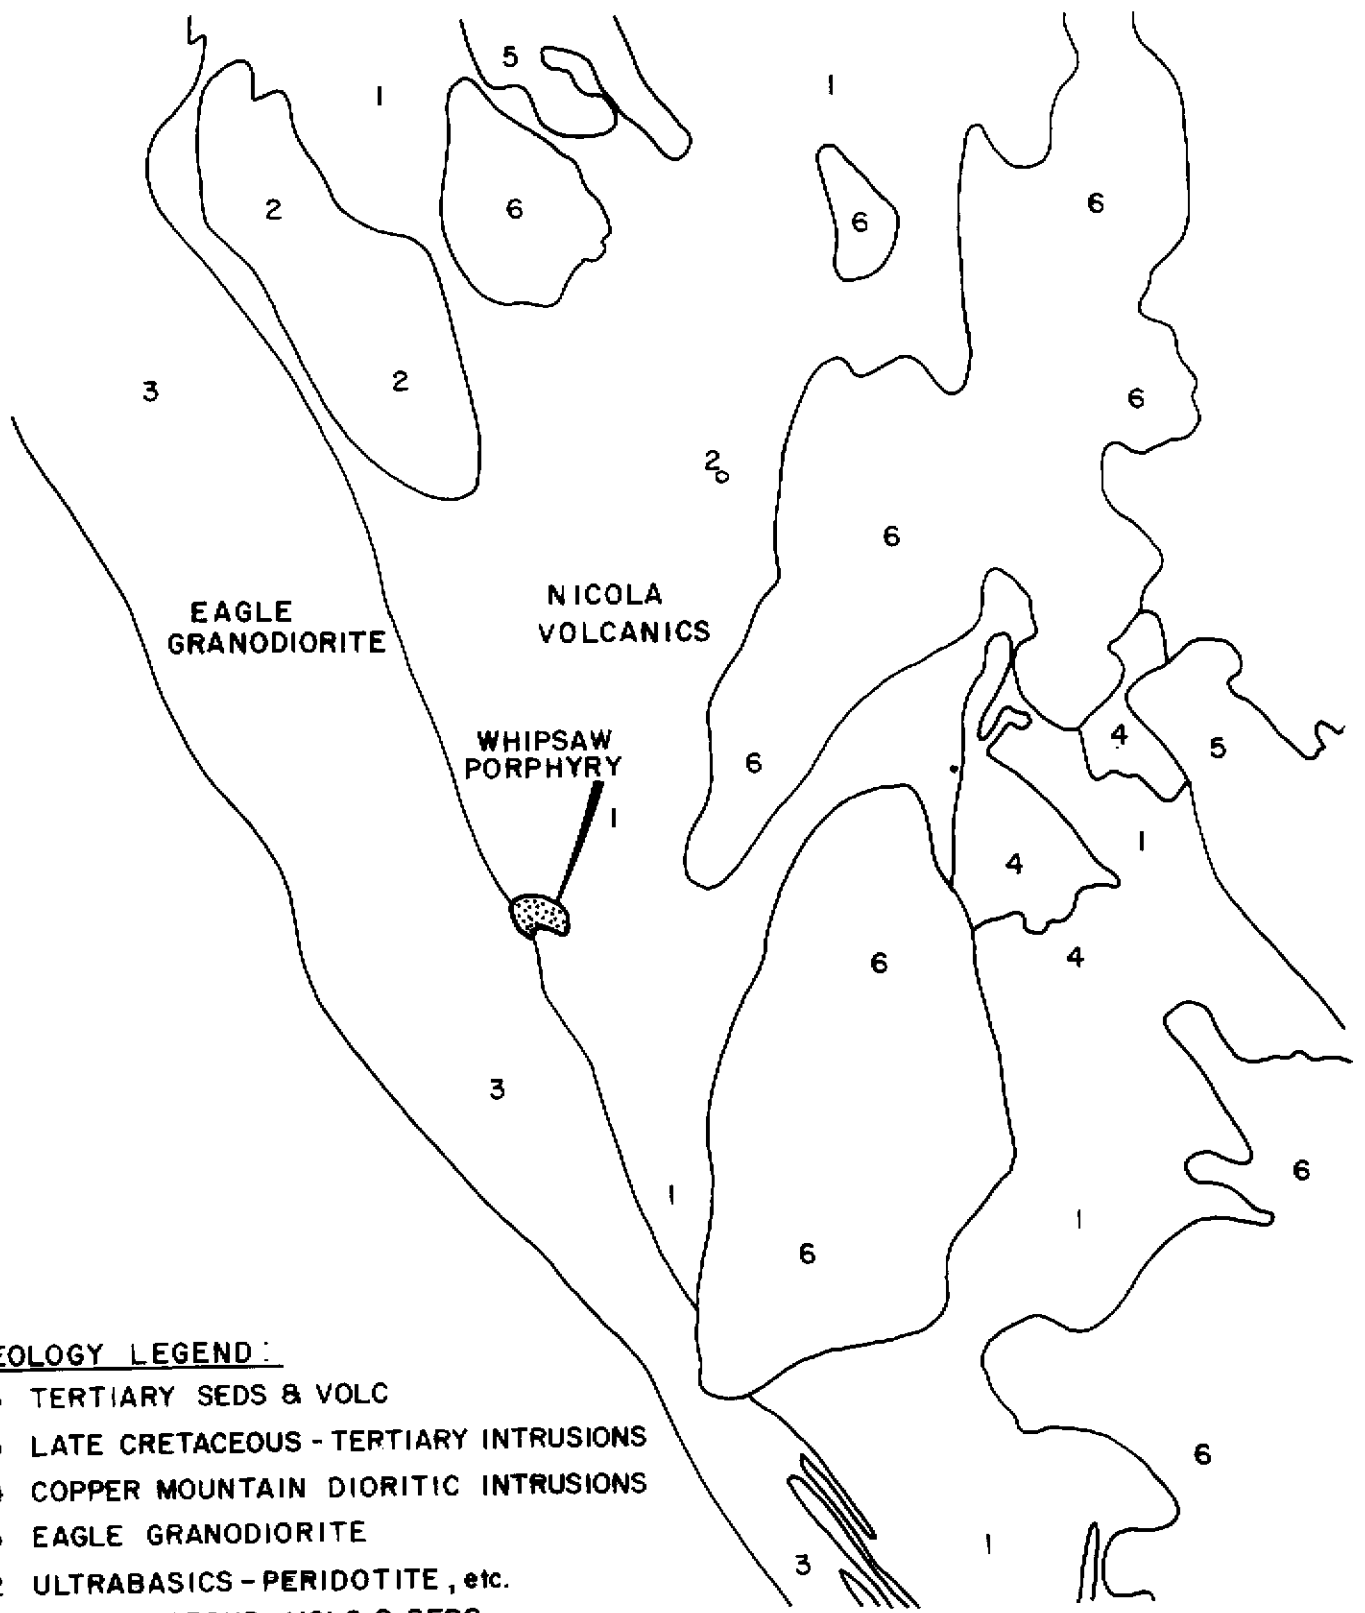 5
1
1
6
2
6
6
3
2
6
2
6
NICOLA
VOLCANICS
EAGLE
GRANODIORITE
WHIPSAW
PORPHYRY
4
5
6
1
1
4
6
4
3
6
1
1
6
EOLOGY LEGEND:
TERTIARY SEDS & VOLC
LATE CRETACEOUS - TERTIARY INTRUSIONS
COPPER MOUNTAIN DIORITIC INTRUSIONS
6
EAGLE GRANODIORITE
1
3
2 ULTRABASICS - PERIDOTITE, etc.